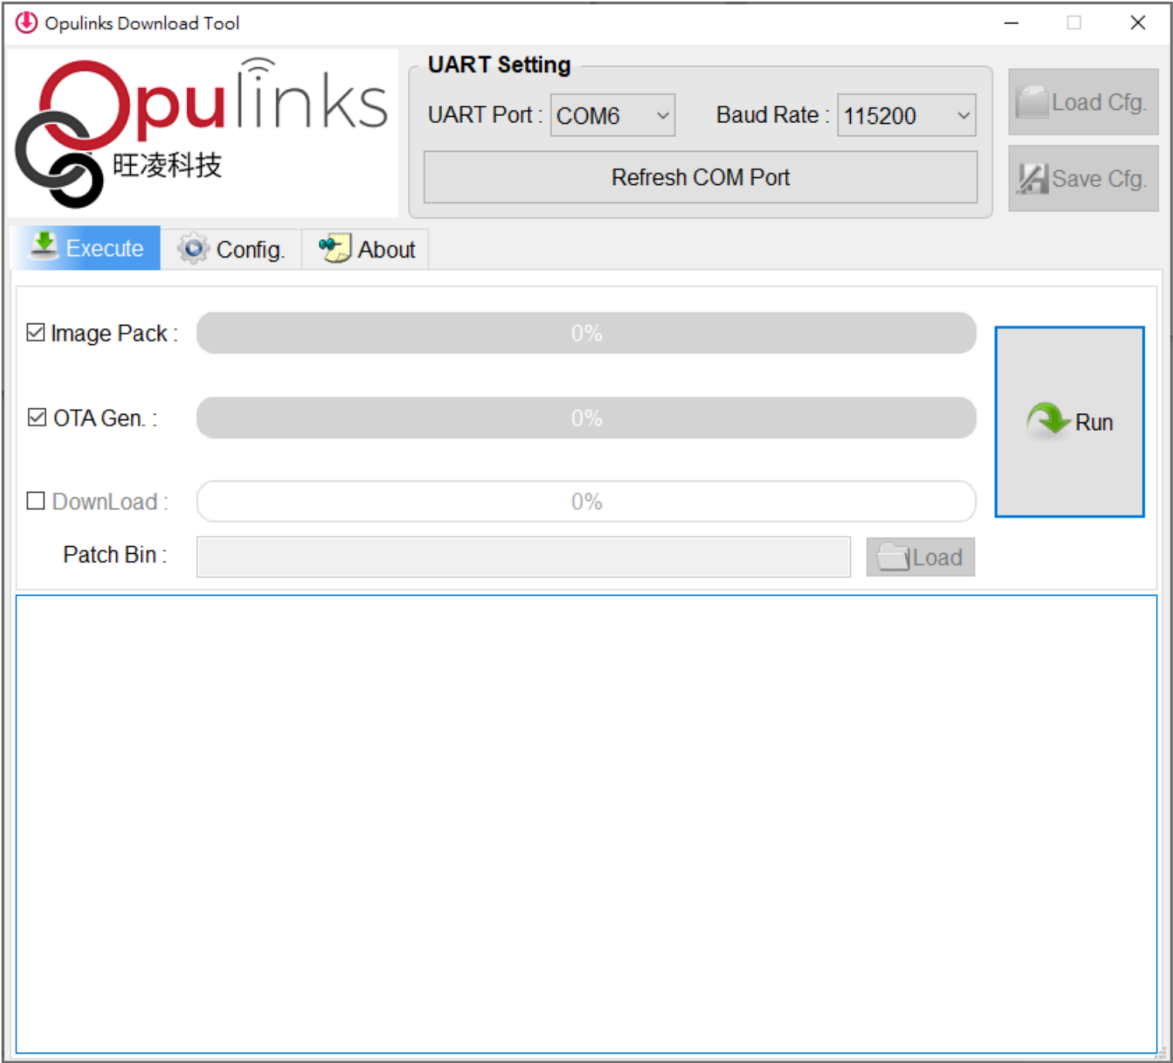 Opulinks Download Tool
Opulinks
旺凌科技
UART Setting
UART Port : COM6 Baud Rate : 115200
Refresh COM Port
Load Cfg.
Save Cfg.
Execute Config. About
Image Pack : 0%
OTA Gen. : 0%
DownLoad : 0%
Patch Bin : Load
Run